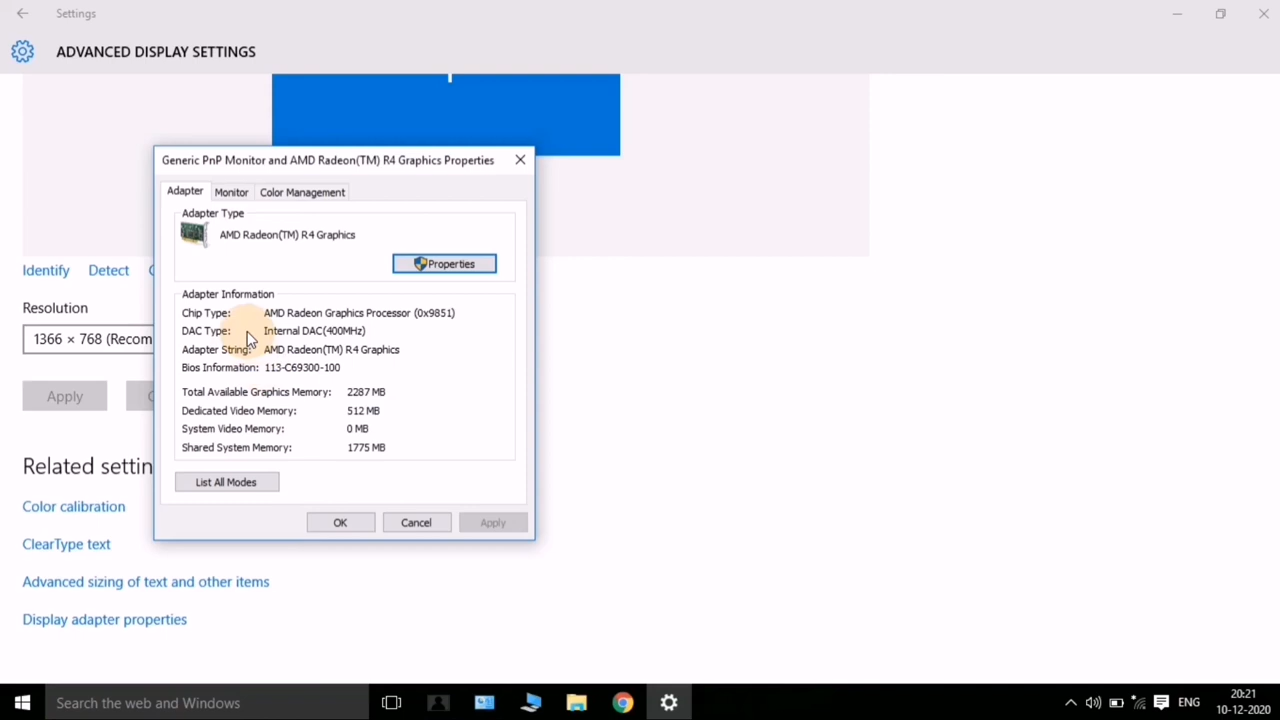 Settings
ADVANCED DISPLAY SETTINGS
Generic PnP Monitor and AMD Radeon(TM) R4 Graphics Properties
Adapter Monitor Color Management
Adapter Type
AMD Radeon(TM) R4 Graphics
Properties
Identify Detect
Adapter Information
Resolution
Chip Type: AMD Radeon Graphics Processor (0x9851)
DAC Type: Internal DAC(400MHz)
1366 × 768 (Recom
Adapter String: AMD Radeon(TM) R4 Graphics
Bios Information: 113-C69300-100
Total Available Graphics Memory: 2287 MB
Apply
Dedicated Video Memory: 512 MB
System Video Memory: 0 MB
Shared System Memory: 1775 MB
Related settin
List All Modes
Color calibration
OK Cancel Apply
ClearType text
Advanced sizing of text and other items
Display adapter properties
Search the web and Windows
ENG
20:21
10-12-2020